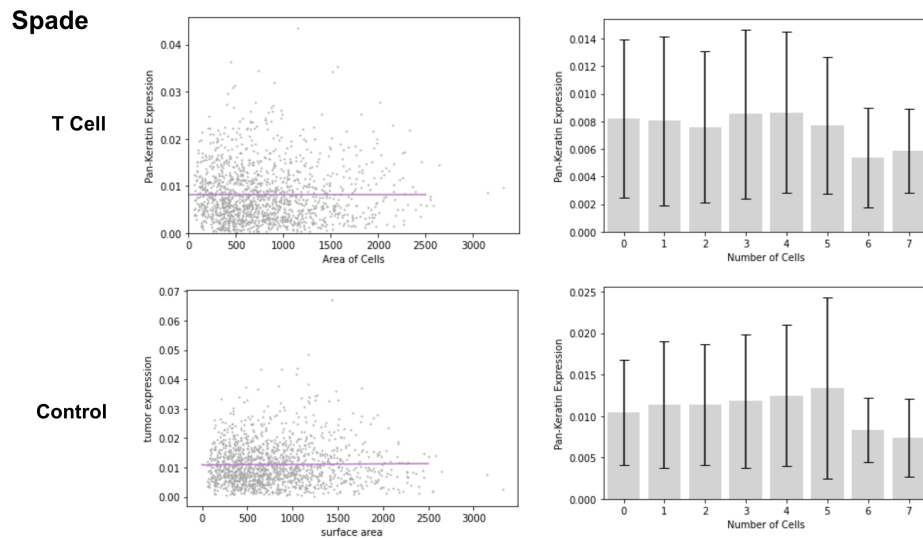 Spade
T Cell
Pan-Keratin Expression
0.04
0.03
0.02
0.01
0.00
0 500 1000 1500 2000 2500 3000
Area of Cells
Pan-Keratin Expression
0.014
0.012
0.010
0.008
0.006
0.004
0.002
0.000
0 1 2 3 4 5 6 7
Number of Cells
Control
tumor expression
0.07
0.06
0.05
0.04
0.03
0.02
0.01
0.00
0 500 1000 1500 2000 2500 3000
surface area
Pan-Keratin Expression
0.025
0.020
0.015
0.010
0.005
0.000
0 1 2 3 4 5 6 7
Number of Cells